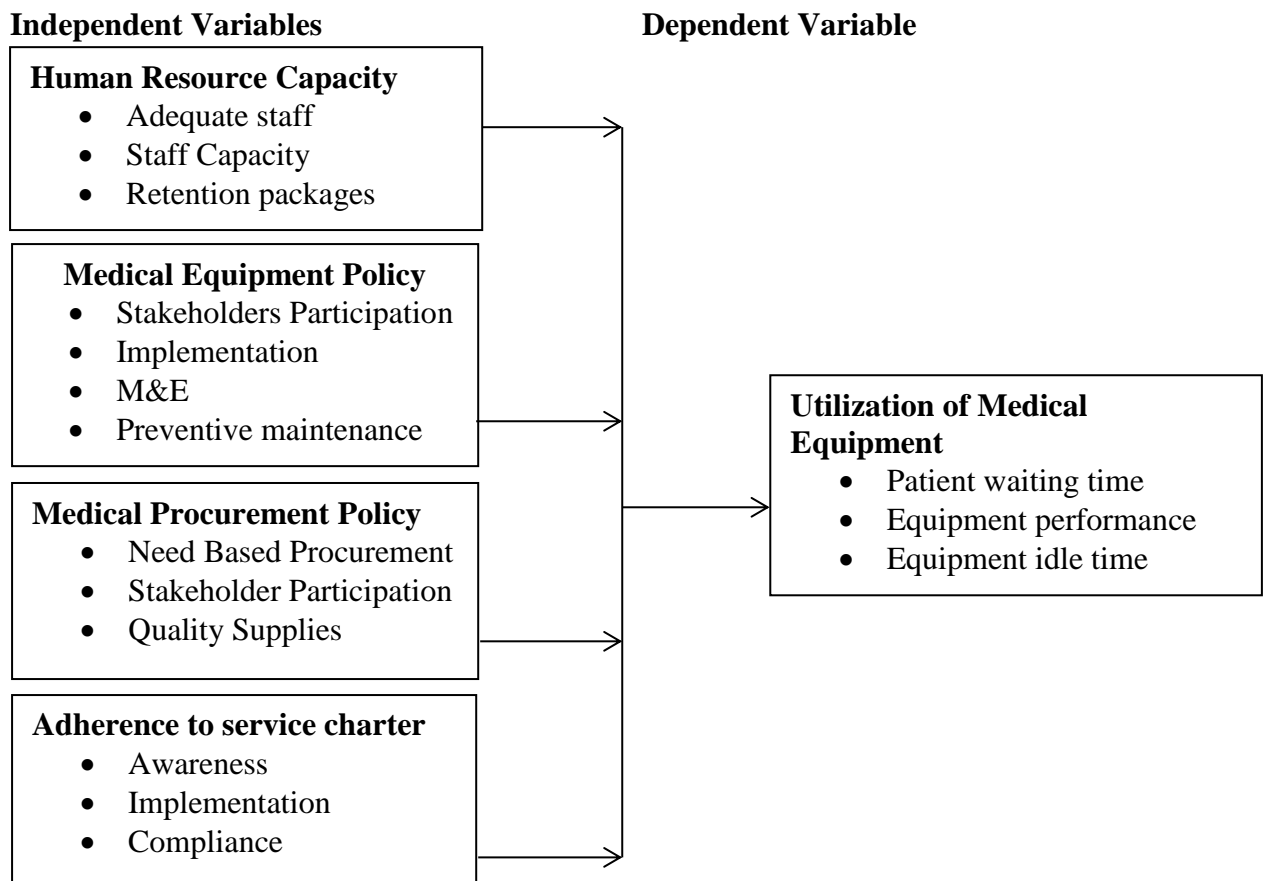 Independent Variables
Dependent Variable
Human Resource Capacity
• Adequate staff
• Staff Capacity
• Retention packages
Medical Equipment Policy
• Stakeholders Participation
• Implementation
• M&E
• Preventive maintenance
Medical Procurement Policy
• Need Based Procurement
• Stakeholder Participation
• Quality Supplies
Adherence to service charter
• Awareness
• Implementation
• Compliance
Utilization of Medical
Equipment
• Patient waiting time
• Equipment performance
• Equipment idle time